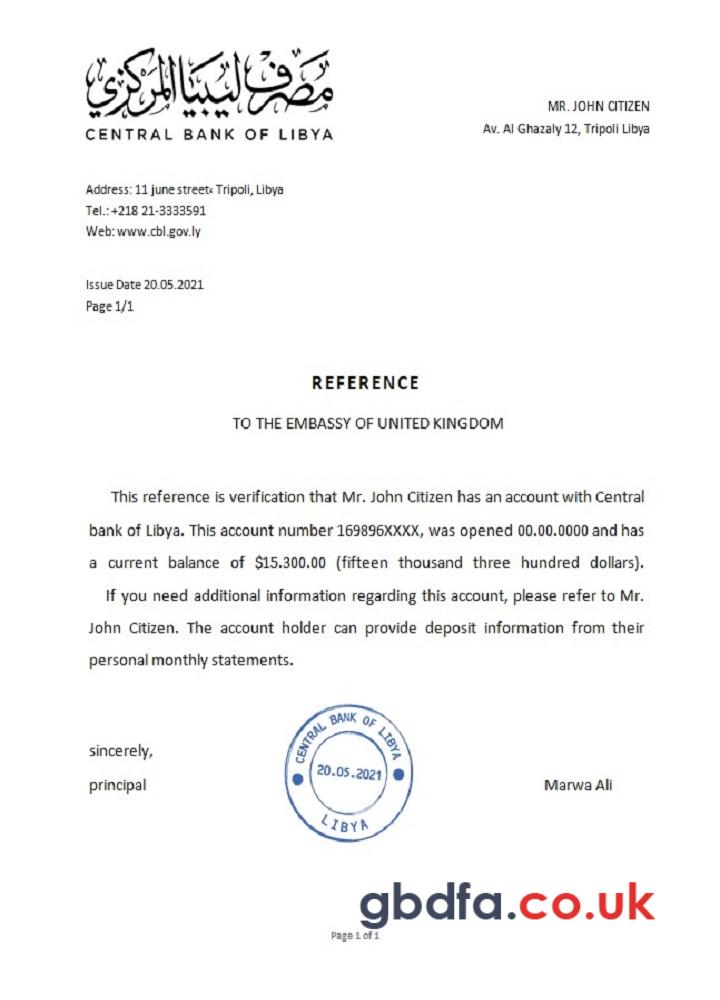 مصرف ليبيا المركزي
CENTRAL BANK OF LIBYA
MR. JOHN CITIZEN
Av. Al Ghazaly 12, Tripoli Libya
Address: 11 june street، Tripoli, Libya
Tel.: +218 21-3333591
Web: www.cbl.gov.ly
Issue Date 20.05.2021
Page 1/1
REFERENCE
TO THE EMBASSY OF UNITED KINGDOM
This reference is verification that Mr. John Citizen has an account with Central
bank of Libya. This account number 169896XXXX, was opened 00.00.0000 and has
a current balance of $15.300.00 (fifteen thousand three hundred dollars).
If you need additional information regarding this account, please refer to Mr.
John Citizen. The account holder can provide deposit information from their
personal monthly statements.
CENTRAL BANK OF LIBYA
20.05.2021
LIBYA
sincerely,
principal
Marwa Ali
gbdfa.co.uk
Page 1 of 1